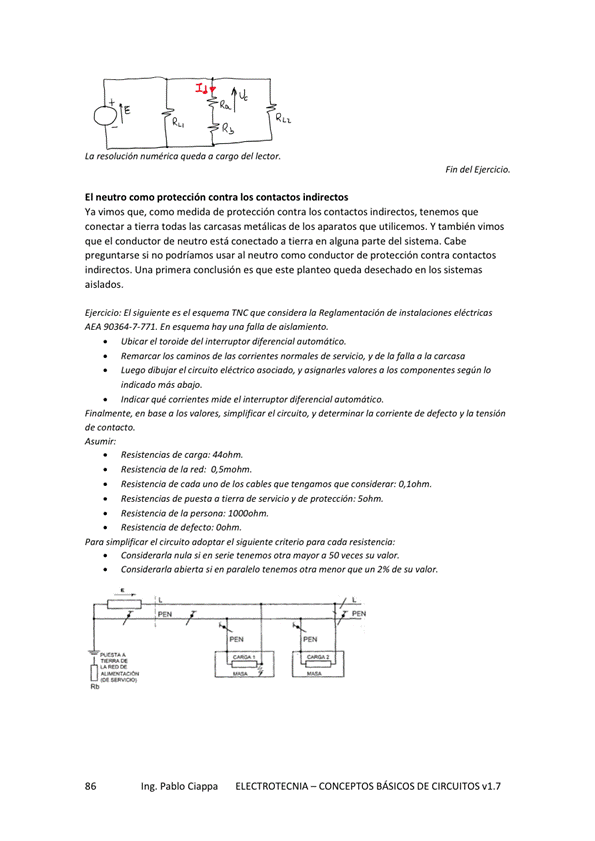 I d
+
E
−
Ra
Uc
RL1
Rb
RL2
La resolución numérica queda a cargo del lector.
Fin del Ejercicio.
El neutro como protección contra los contactos indirectos
Ya vimos que, como medida de protección contra los contactos indirectos, tenemos que
conectar a tierra todas las carcasas metálicas de los aparatos que utilicemos. Y también vimos
que el conductor de neutro está conectado a tierra en alguna parte del sistema. Cabe
preguntarse si no podríamos usar al neutro como conductor de protección contra contactos
indirectos. Una primera conclusión es que este planteo queda desechado en los sistemas
aislados.
Ejercicio: El siguiente es el esquema TNC que considera la Reglamentación de instalaciones eléctricas
AEA 90364-7-771. En esquema hay una falla de aislamiento.
• Ubicar el toroide del interruptor diferencial automático.
• Remarcar los caminos de las corrientes normales de servicio, y de la falla a la carcasa
• Luego dibujar el circuito eléctrico asociado, y asignarles valores a los componentes según lo
indicado más abajo.
• Indicar qué corrientes mide el interruptor diferencial automático.
Finalmente, en base a los valores, simplificar el circuito, y determinar la corriente de defecto y la tensión
de contacto.
Asumir:
• Resistencias de carga: 44ohm.
• Resistencia de la red: 0,5mohm.
• Resistencia de cada uno de los cables que tengamos que considerar: 0,1ohm.
• Resistencias de puesta a tierra de servicio y de protección: 5ohm.
• Resistencia de la persona: 1000ohm.
• Resistencia de defecto: 0ohm.
Para simplificar el circuito adoptar el siguiente criterio para cada resistencia:
• Considerarla nula si en serie tenemos otra mayor a 50 veces su valor.
• Considerarla abierta si en paralelo tenemos otra menor que un 2% de su valor.
E
L
L
PEN
PEN
PEN
PEN
CARGA 1
CARGA 2
MASA
MASA
PUESTA A
TIERRA DE
LA RED DE
ALIMENTACIÓN
(DE SERVICIO)
Rb
86 Ing. Pablo Ciappa ELECTROTECNIA – CONCEPTOS BÁSICOS DE CIRCUITOS v1.7